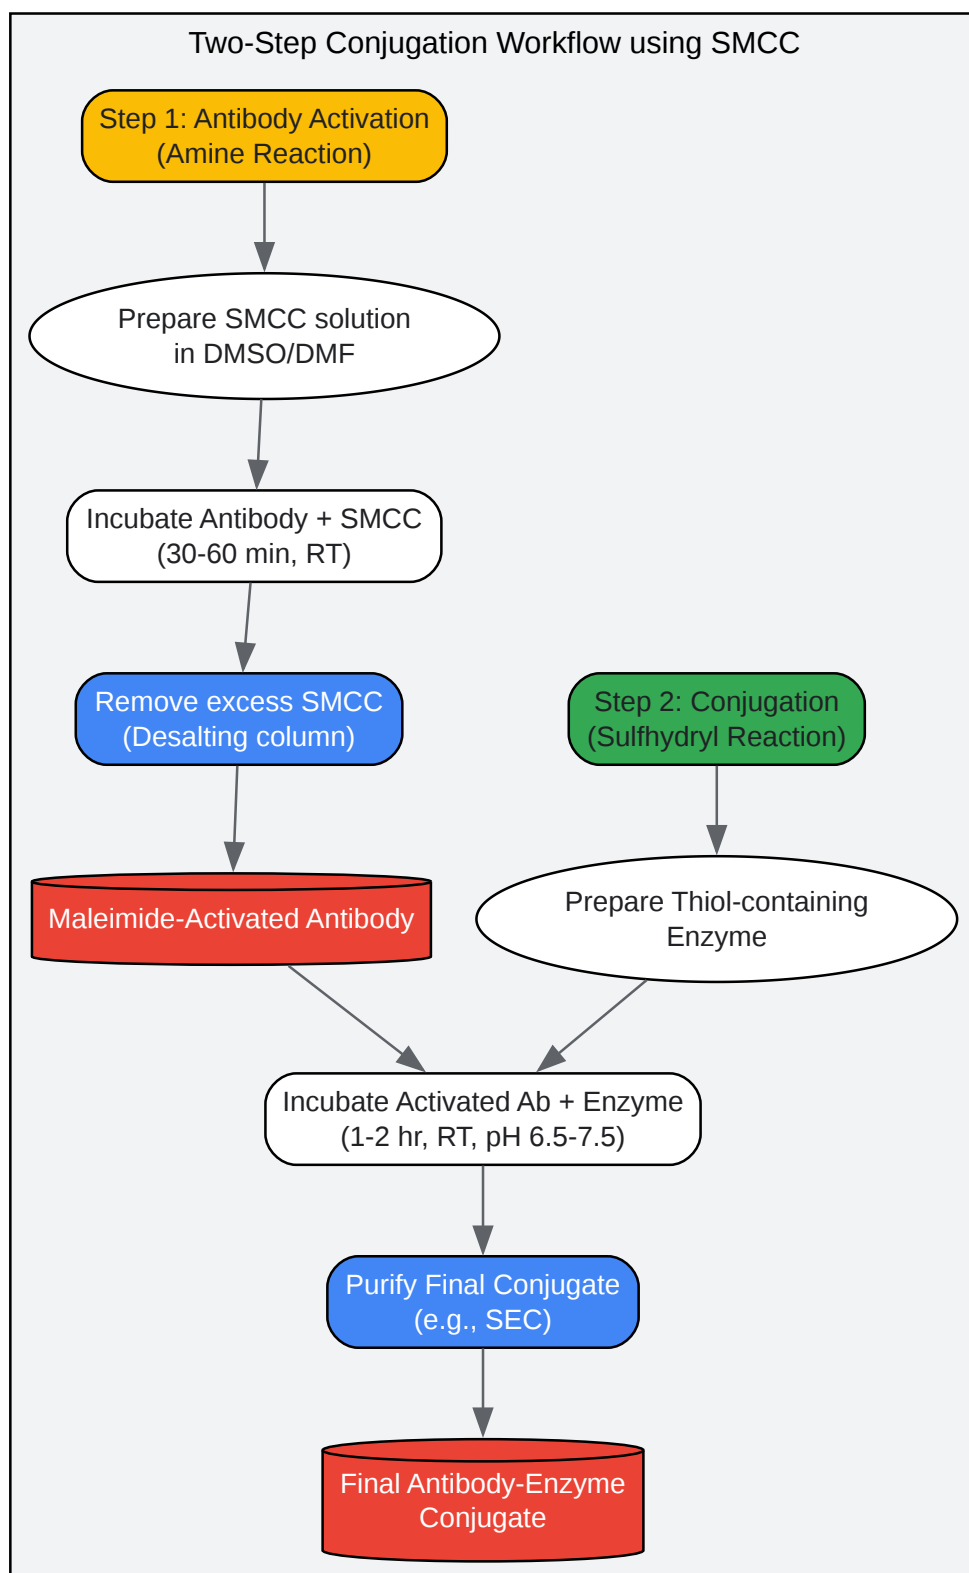 Two-Step Conjugation Workflow using SMCC
Step 1: Antibody Activation
(Amine Reaction)
Prepare SMCC solution
in DMSO/DMF
Incubate Antibody + SMCC
(30-60 min, RT)
Remove excess SMCC
(Desalting column)
Maleimide-Activated Antibody
Step 2: Conjugation
(Sulfhydryl Reaction)
Prepare Thiol-containing
Enzyme
Incubate Activated Ab + Enzyme
(1-2 hr, RT, pH 6.5-7.5)
Purify Final Conjugate
(e.g., SEC)
Final Antibody-Enzyme
Conjugate